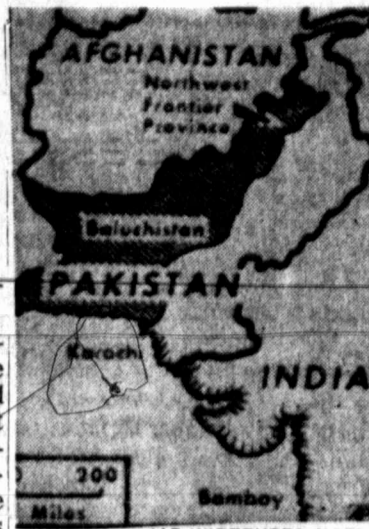 AFGHANISTAN
Northwest
Frontier
Province
Baluchistan
PAKISTAN
Karachi
INDIA
200
Miles
Bombay